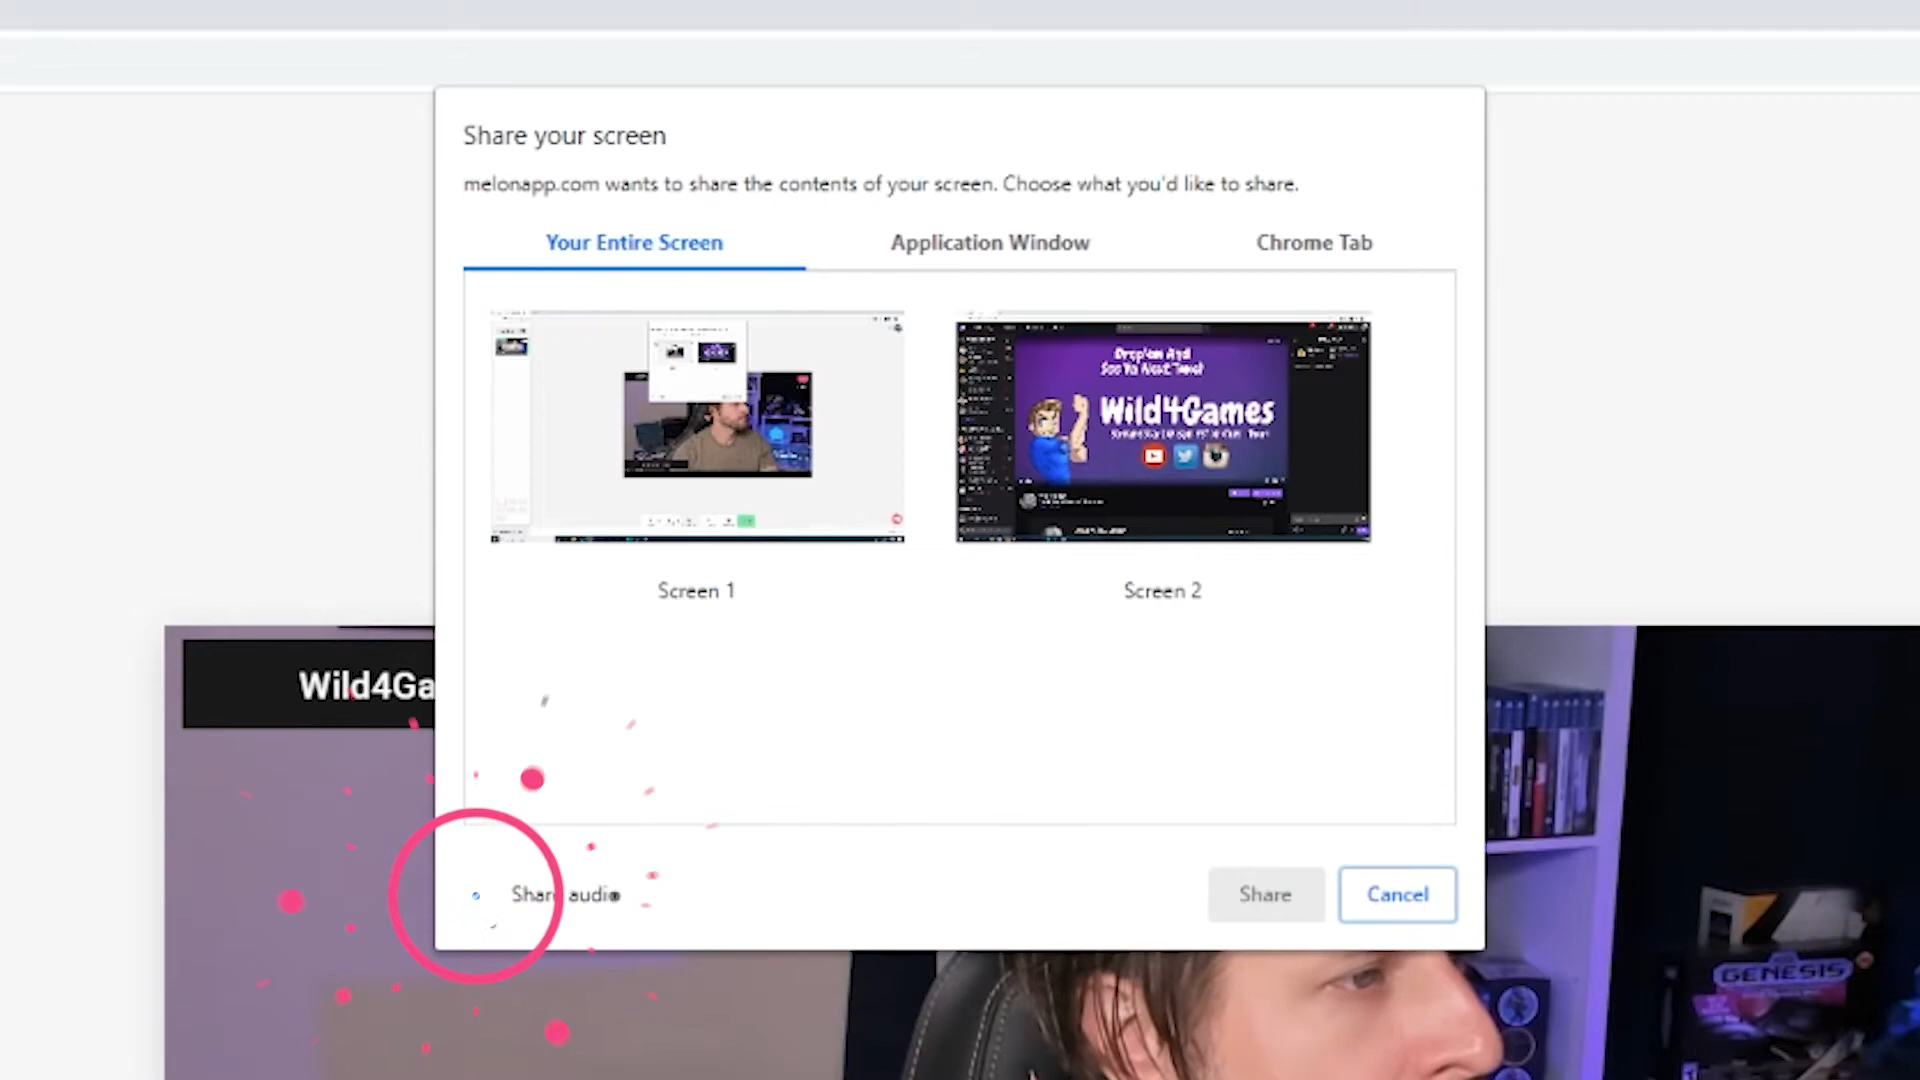 Share your screen
melonapp.com wants to share the contents of your screen. Choose what you'd like to share.
Your Entire Screen
Application Window
Chrome Tab
Wild4Games
Screen 1
Screen 2
Wild4Ga
Share audio
Share
Cancel
GENESIS